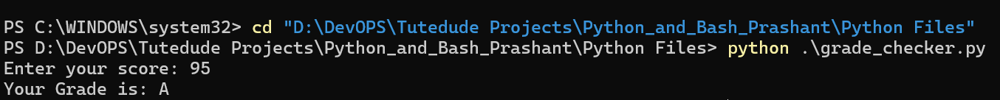 PS C:\WINDOWS\system32> cd "D:\DevOPS\Tutedude Projects\Python_and_Bash_Prashant\Python Files"
PS D:\DevOPS\Tutedude Projects\Python_and_Bash_Prashant\Python Files> python .\grade_checker.py
Enter your score: 95
Your Grade is: A